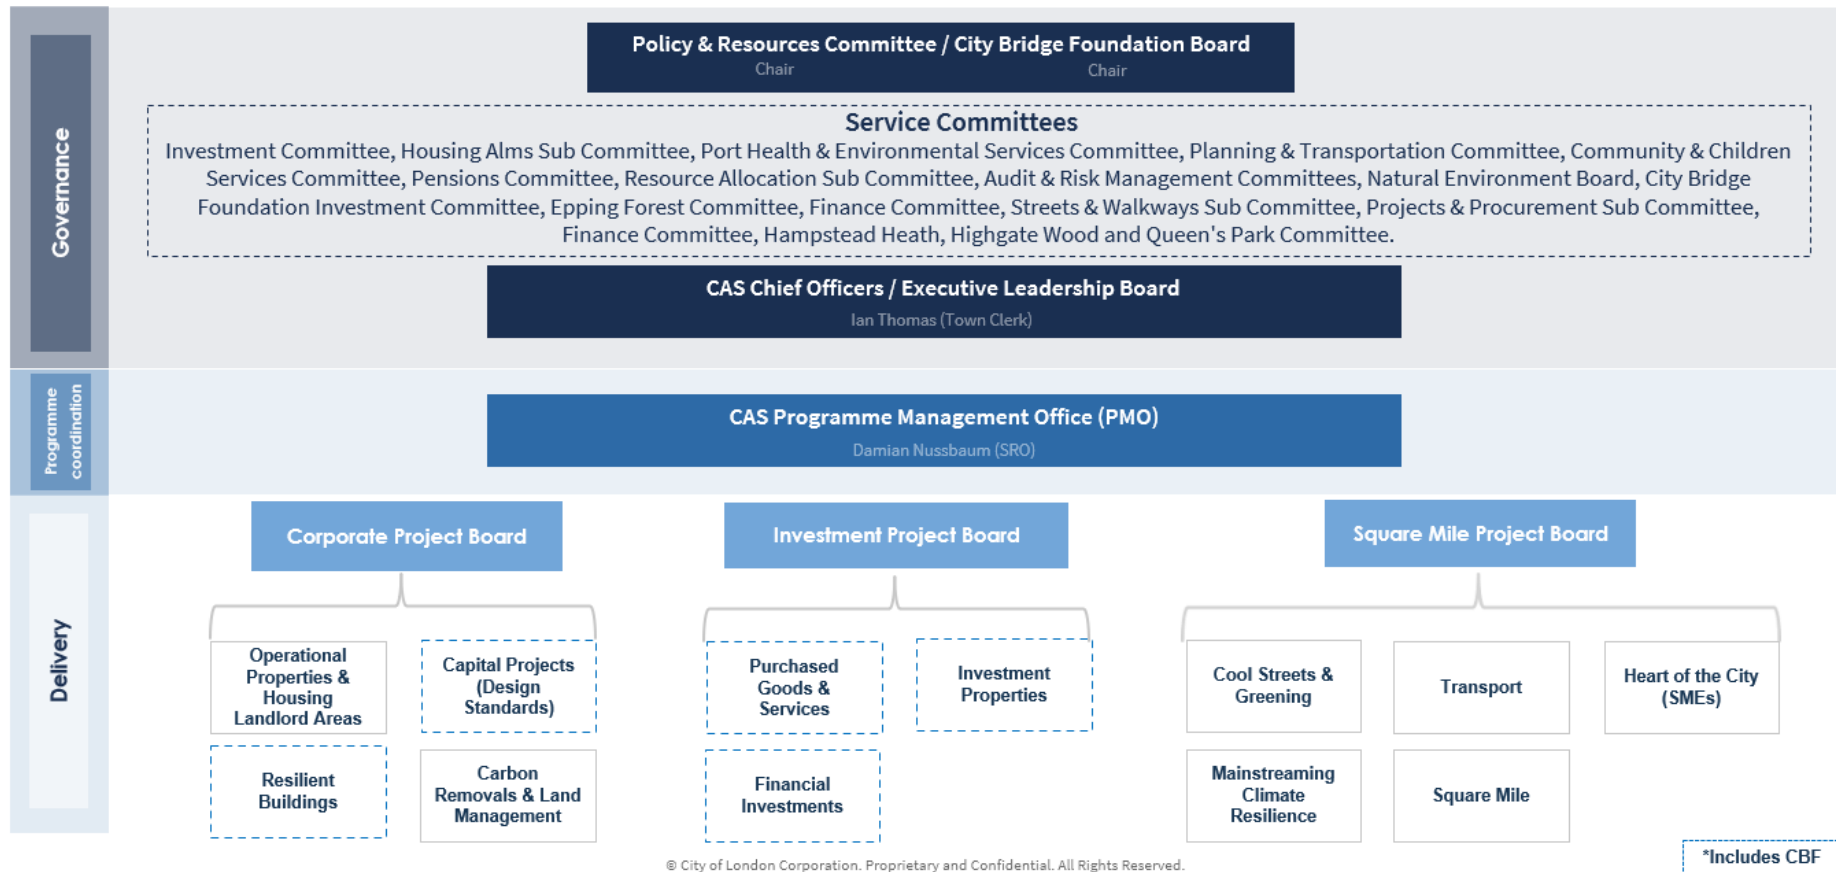 Governance
Policy & Resources Committee / City Bridge Foundation Board
Chair Chair
Service Committees
Investment Committee, Housing Alms Sub Committee, Port Health & Environmental Services Committee, Planning & Transportation Committee, Community & Children
Services Committee, Pensions Committee, Resource Allocation Sub Committee, Audit & Risk Management Committees, Natural Environment Board, City Bridge
Foundation Investment Committee, Epping Forest Committee, Finance Committee, Streets & Walkways Sub Committee, Projects & Procurement Sub Committee,
Finance Committee, Hampstead Heath, Highgate Wood and Queen's Park Committee.
CAS Chief Officers / Executive Leadership Board
Ian Thomas (Town Clerk)
Programme
coordination
CAS Programme Management Office (PMO)
Damian Nussbaum (SRO)
Delivery
Corporate Project Board
Operational
Properties &
Housing
Landlord Areas
Capital Projects
(Design
Standards)
Resilient
Buildings
Carbon
Removals & Land
Management
Investment Project Board
Purchased
Goods &
Services
Investment
Properties
Financial
Investments
Square Mile Project Board
Cool Streets &
Greening
Transport
Heart of the City
(SMEs)
Mainstreaming
Climate
Resilience
Square Mile
*Includes CBF
© City of London Corporation. Proprietary and Confidential. All Rights Reserved.